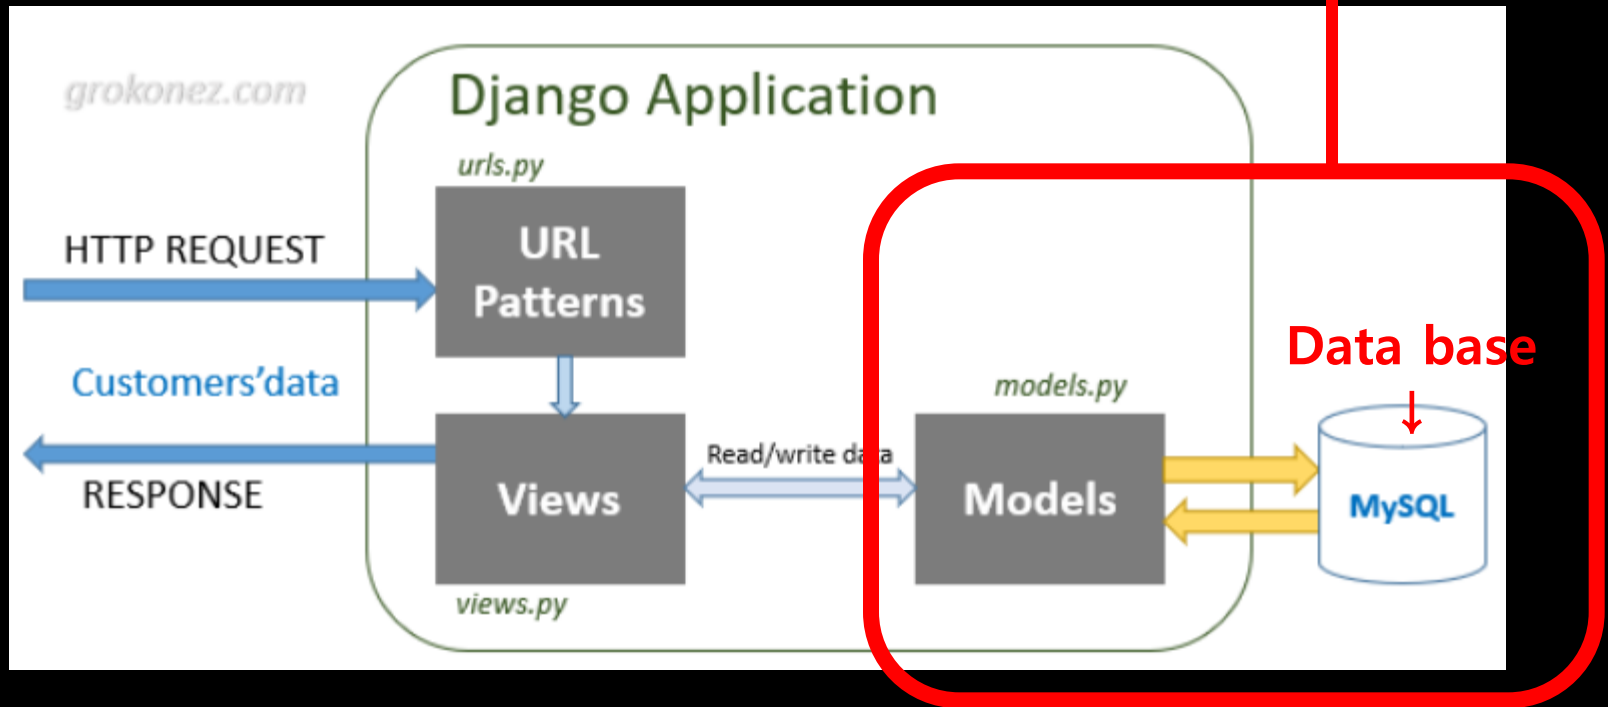 grokonez.com
Django Application
urls.py
URL
Patterns
HTTP REQUEST
Customers'data
RESPONSE
Views
views.py
Read/write data
models.py
Models
Data base
↓
MySQL